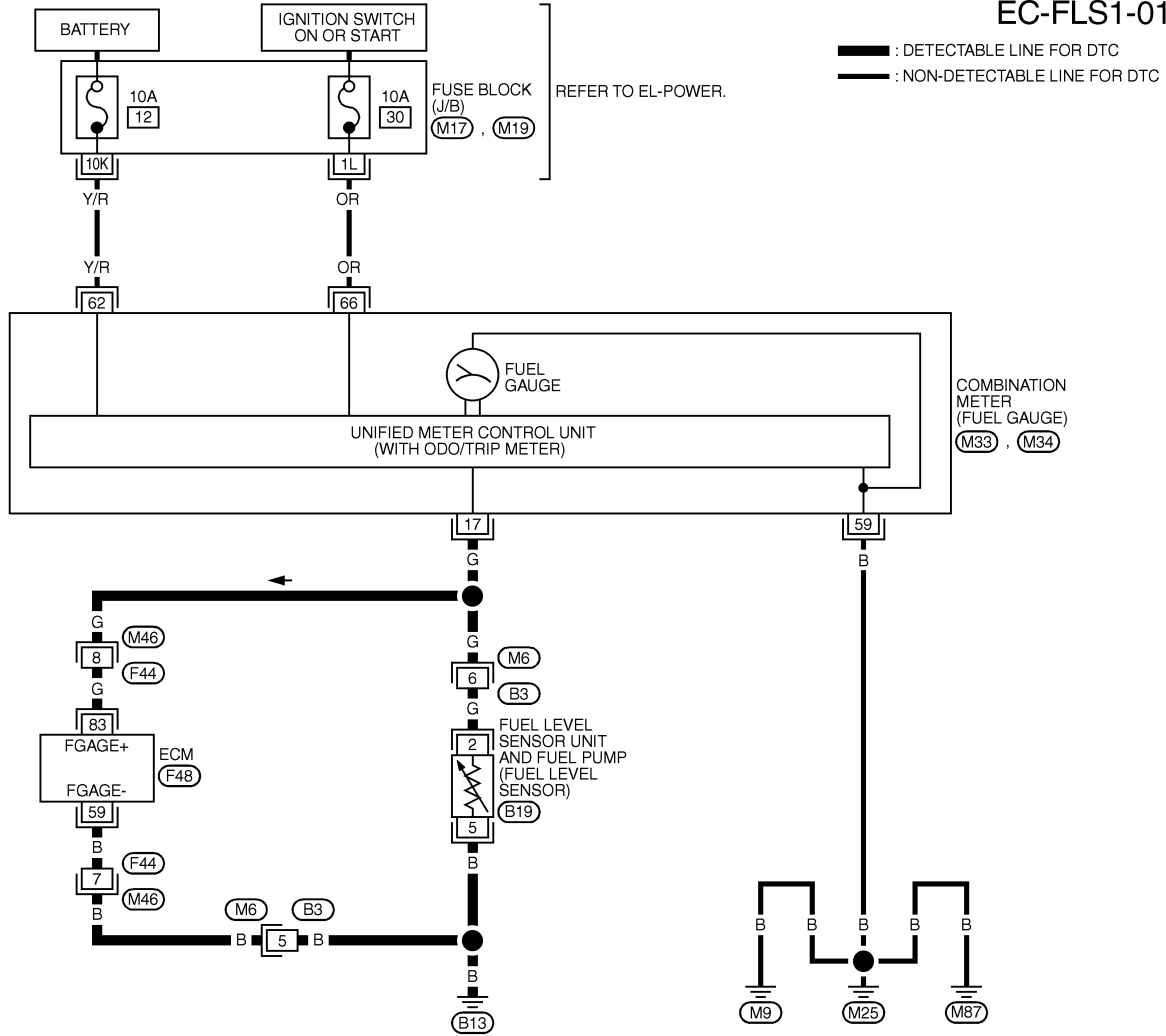 EC-FLS1-01
: DETECTABLE LINE FOR DTC
: NON-DETECTABLE LINE FOR DTC
BATTERY
IGNITION SWITCH
ON OR START
10A
12
10A
30
FUSE BLOCK
(J/B)
M17 , M19
REFER TO EL-POWER.
10K
1L
Y/R
OR
Y/R
OR
62
66
FUEL
GAUGE
UNIFIED METER CONTROL UNIT
(WITH ODO/TRIP METER)
COMBINATION
METER
(FUEL GAUGE)
M33 , M34
17
59
G
B
G
M46
8
F44
G
83
FGAGE+
FGAGE-
ECM
F48
59
B
F44
7
M46
B
G
M6
6
B3
G
2
FUEL LEVEL
SENSOR UNIT
AND FUEL PUMP
(FUEL LEVEL
SENSOR)
B19
5
B
M6
B3
B
5
B
B
B13
B
B
B
B
B
M9
M25
M87